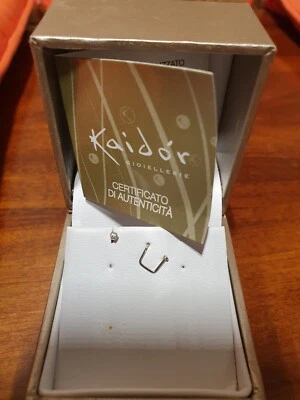 Kaidór
GIOIELLERIE
CERTIFICATO
DI AUTENTICITÀ